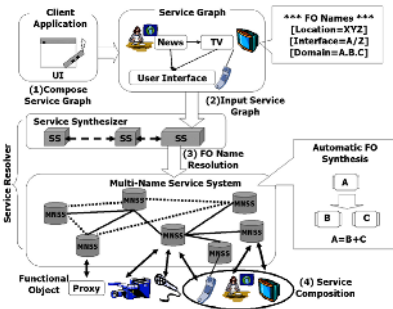 Client
Application
UI
(1)Compose
Service Graph
Service Graph
News
TV
User Interface
*** FO Names ***
[Location=XYZ]
[Interface=A/Z]
[Domain=A.B.C]
(2)Input Service
Graph
Service Resolver
Service Synthesizer
SS
SS
SS
(3) FO Name
Resolution
Multi-Name Service System
MNSS
MNSS
MNSS
MNSS
MNSS
MNSS
Automatic FO
Synthesis
A
B
C
A=B+C
Functional
Object
Proxy
(4) Service
Composition